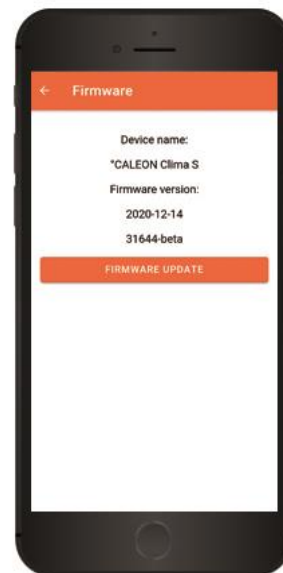 ← Firmware
Device name:
°CALEON Clima S
Firmware version:
2020-12-14
31644-beta
FIRMWARE UPDATE